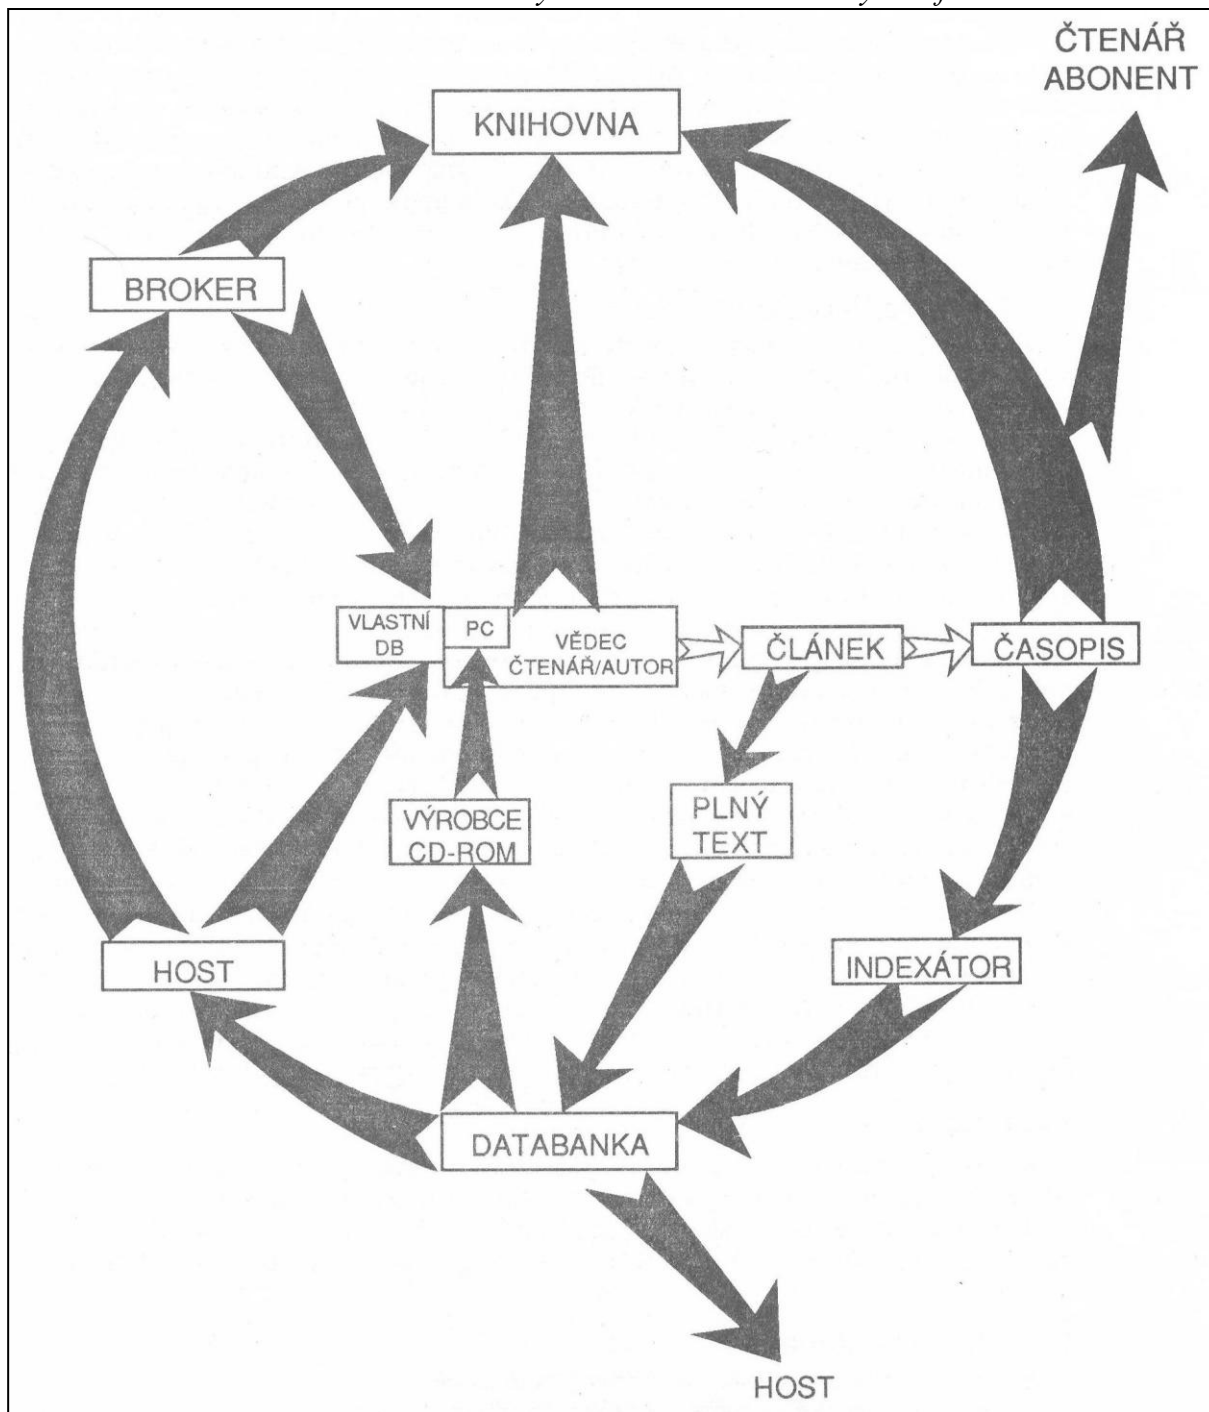 ČTENÁŘ
ABONENT
KNIHOVNA
BROKER
VLASTNÍ
DB
PC
VĚDEC
ČTENÁŘ/AUTOR
ČLÁNEK
ČASOPIS
VÝROBCE
CD-ROM
PLNÝ
TEXT
HOST
INDEXÁTOR
DATABANKA
HOST